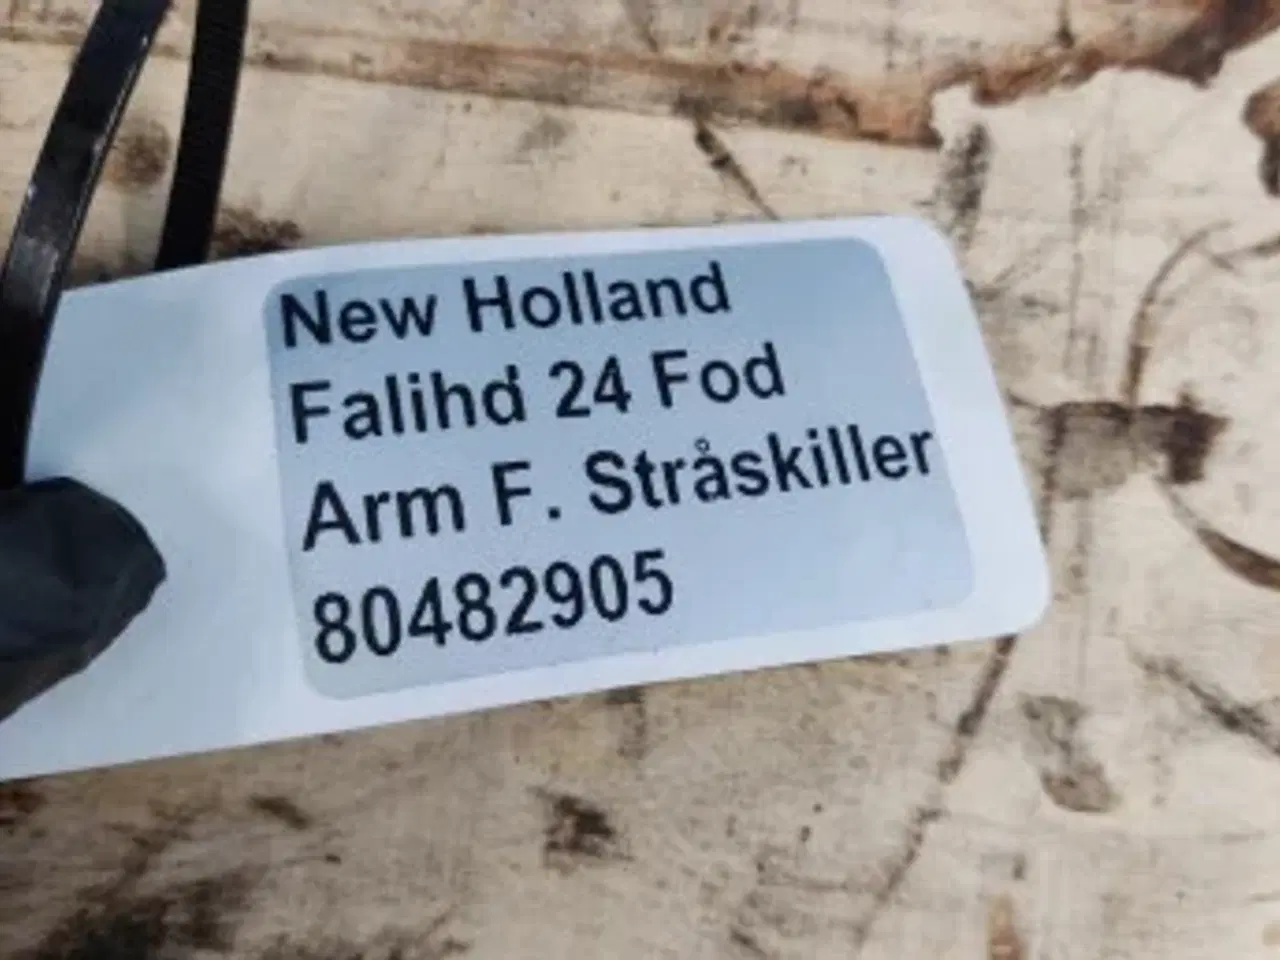 New Holland
Falihd 24 Fod
Arm F. Stråskiller
80482905